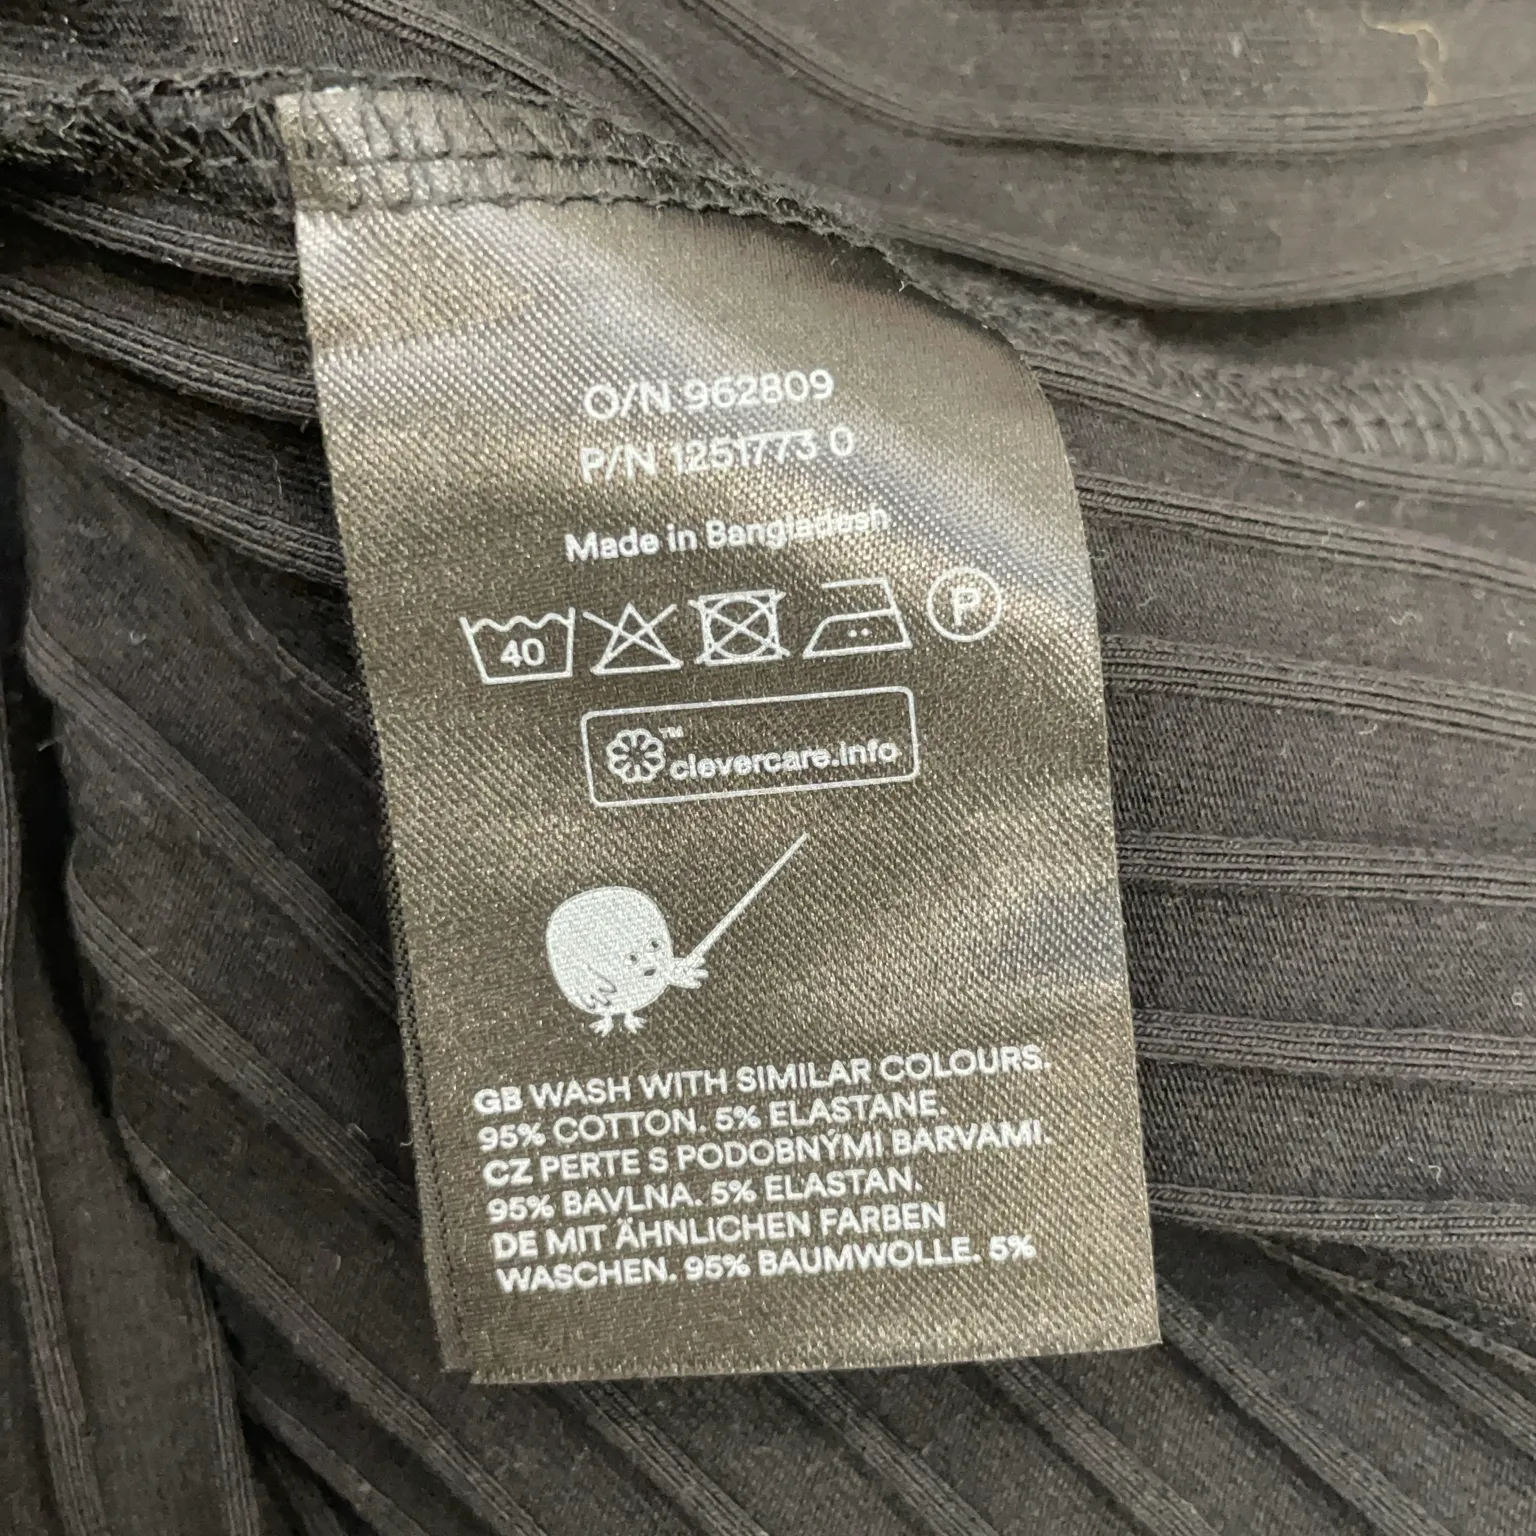 O/N 962809
P/N 1251773 0
Made in Bangladesh
40 P
™ clevercare.info
GB WASH WITH SIMILAR COLOURS.
95% COTTON. 5% ELASTANE.
CZ PERTE S PODOBNÝMI BARVAMI.
95% BAVLNA. 5% ELASTAN.
DE MIT ÄHNLICHEN FARBEN
WASCHEN. 95% BAUMWOLLE. 5%